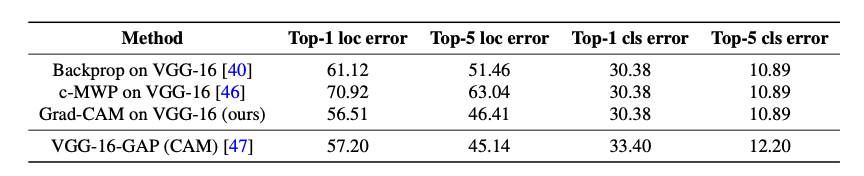 Method Top-1 loc error Top-5 loc error Top-1 cls error Top-5 cls error
Backprop on VGG-16 [40] 61.12 51.46 30.38 10.89
c-MWP on VGG-16 [46] 70.92 63.04 30.38 10.89
Grad-CAM on VGG-16 (ours) 56.51 46.41 30.38 10.89
VGG-16-GAP (CAM) [47] 57.20 45.14 33.40 12.20